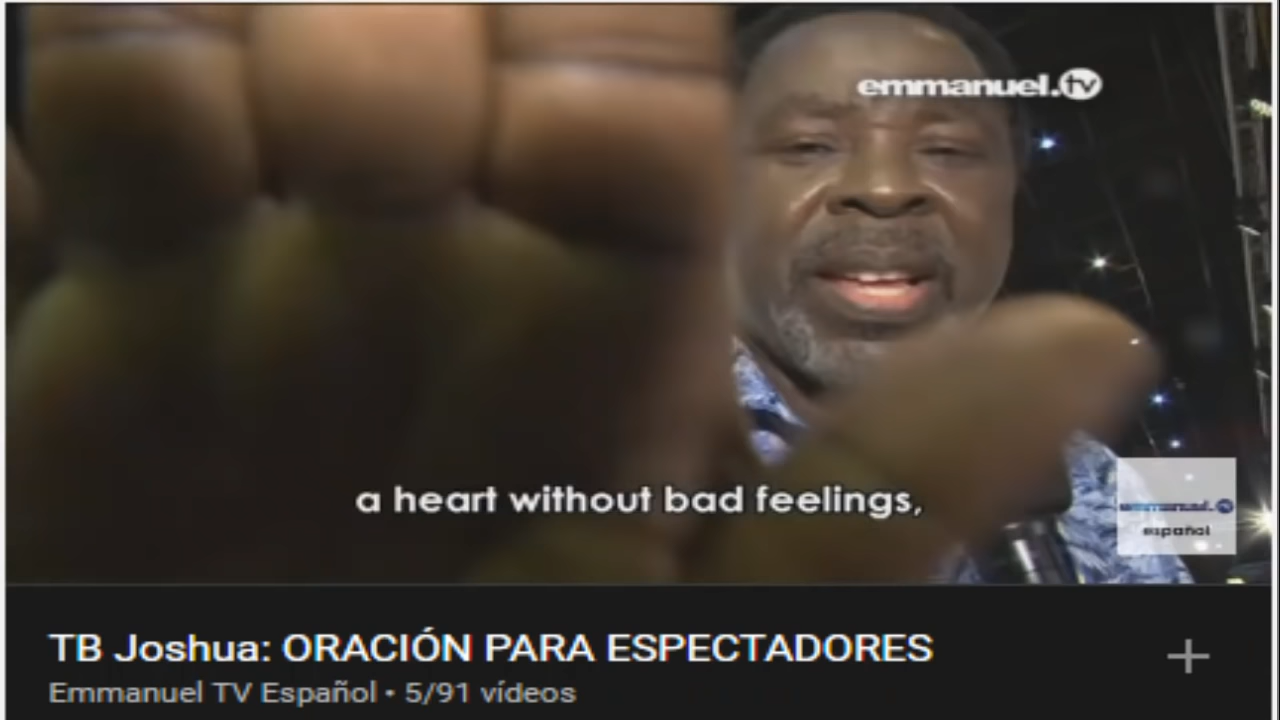 emmanuel.tv
a heart without bad feelings,
emmanuel.tv
español
TB Joshua: ORACIÓN PARA ESPECTADORES
Emmanuel TV Español • 5/91 vídeos